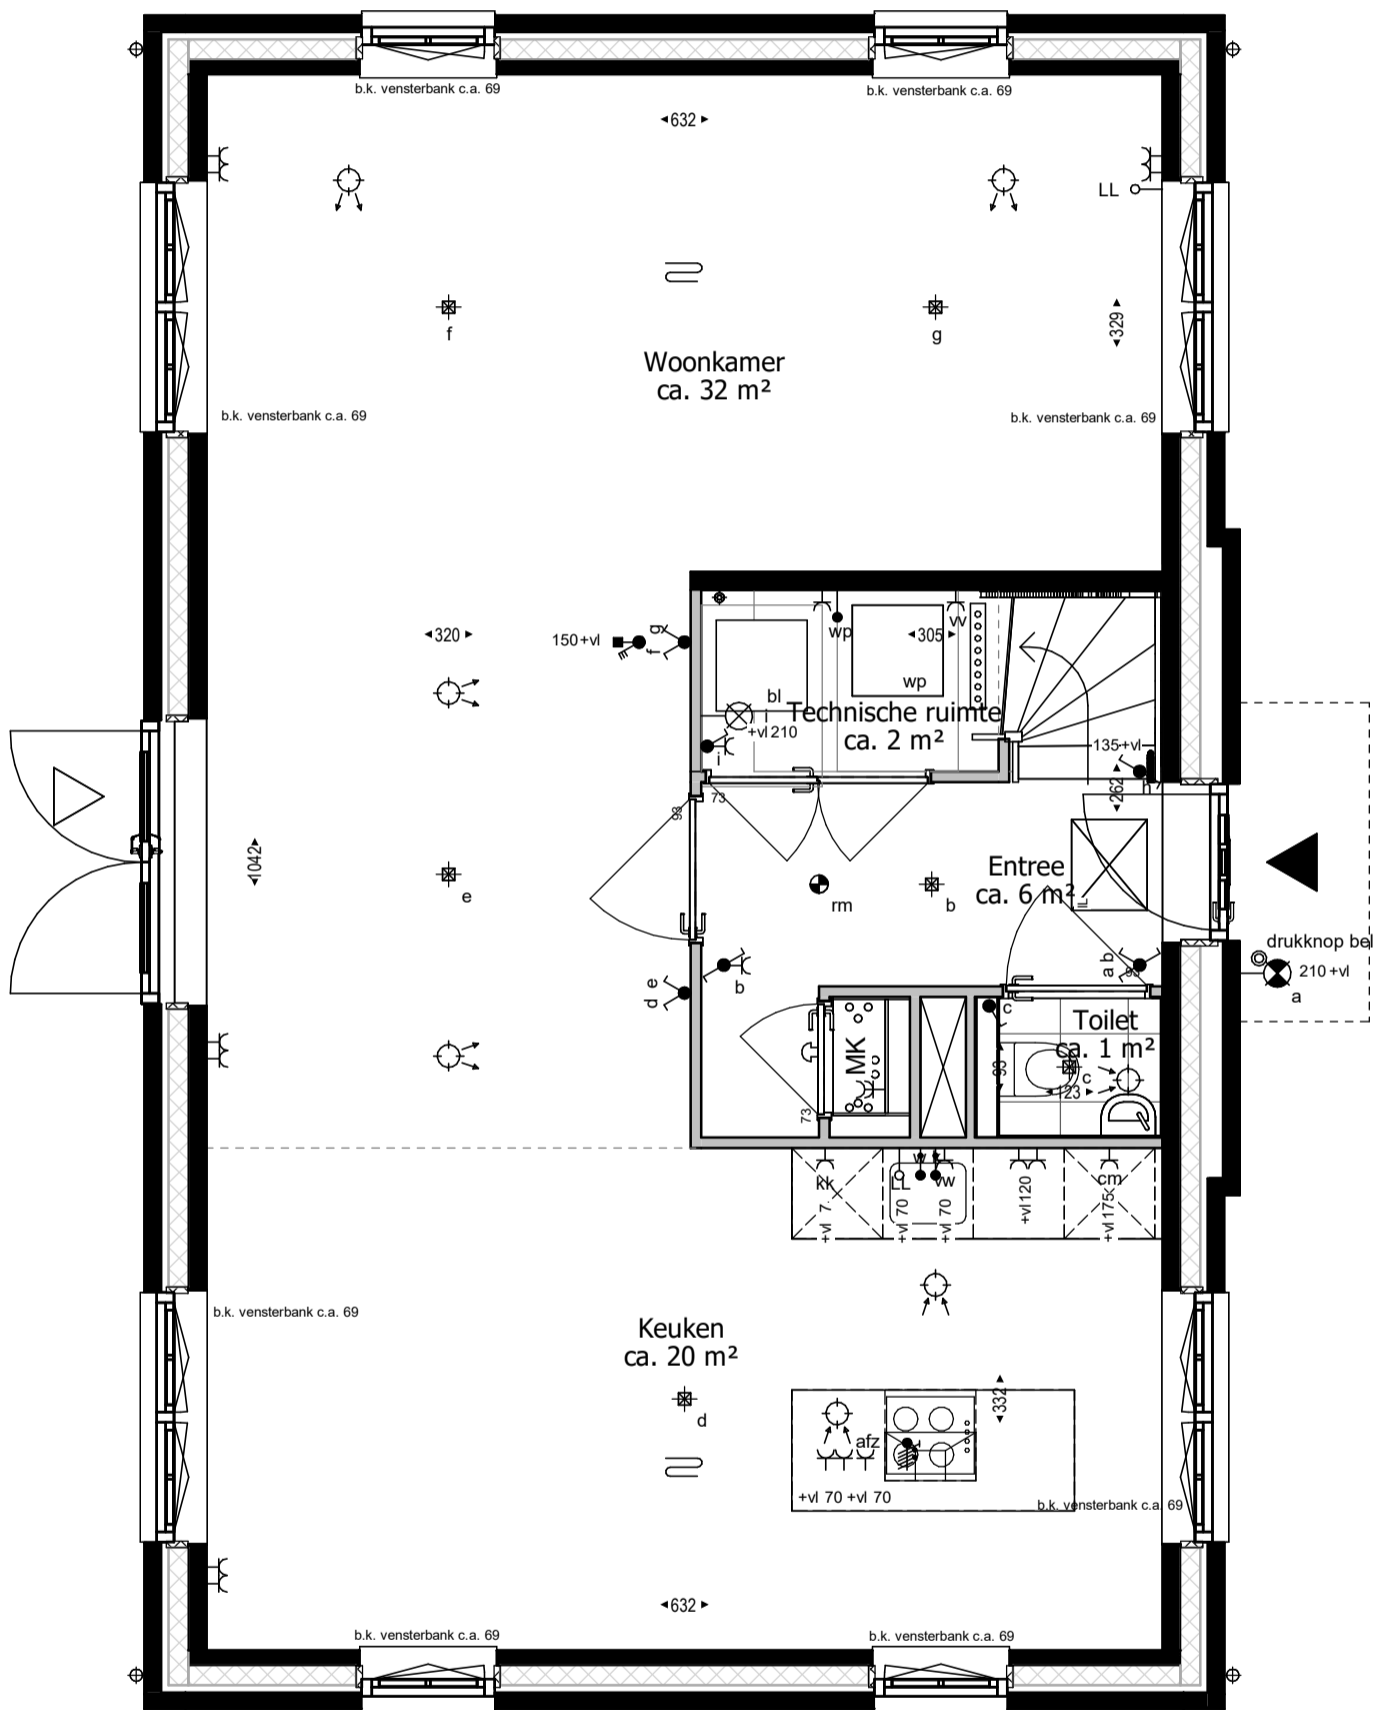 b.k. vensterbank c.a. 69
b.k. vensterbank c.a. 69
632
LL
329
f
g
Woonkamer
ca. 32 m²
b.k. vensterbank c.a. 69
b.k. vensterbank c.a. 69
320
150+vl
f g
wp
305
vv
wp
bl
i
Technische ruimte
ca. 2 m²
+vl 210
i
135+vl
262
h
73
93
1042
e
rm
b
Entree
ca. 6 m²
drukknop bel
210 +vl
a
d e
b
a b
93
c
Toilet
ca. 1 m²
MK
93
c
123
73
kk
LL
vw
cm
+vl 7
+vl 70
+vl 70
+vl 120
+vl 175
b.k. vensterbank c.a. 69
Keuken
ca. 20 m²
d
332
afz
+vl 70 +vl 70
b.k. vensterbank c.a. 69
632
b.k. vensterbank c.a. 69
b.k. vensterbank c.a. 69